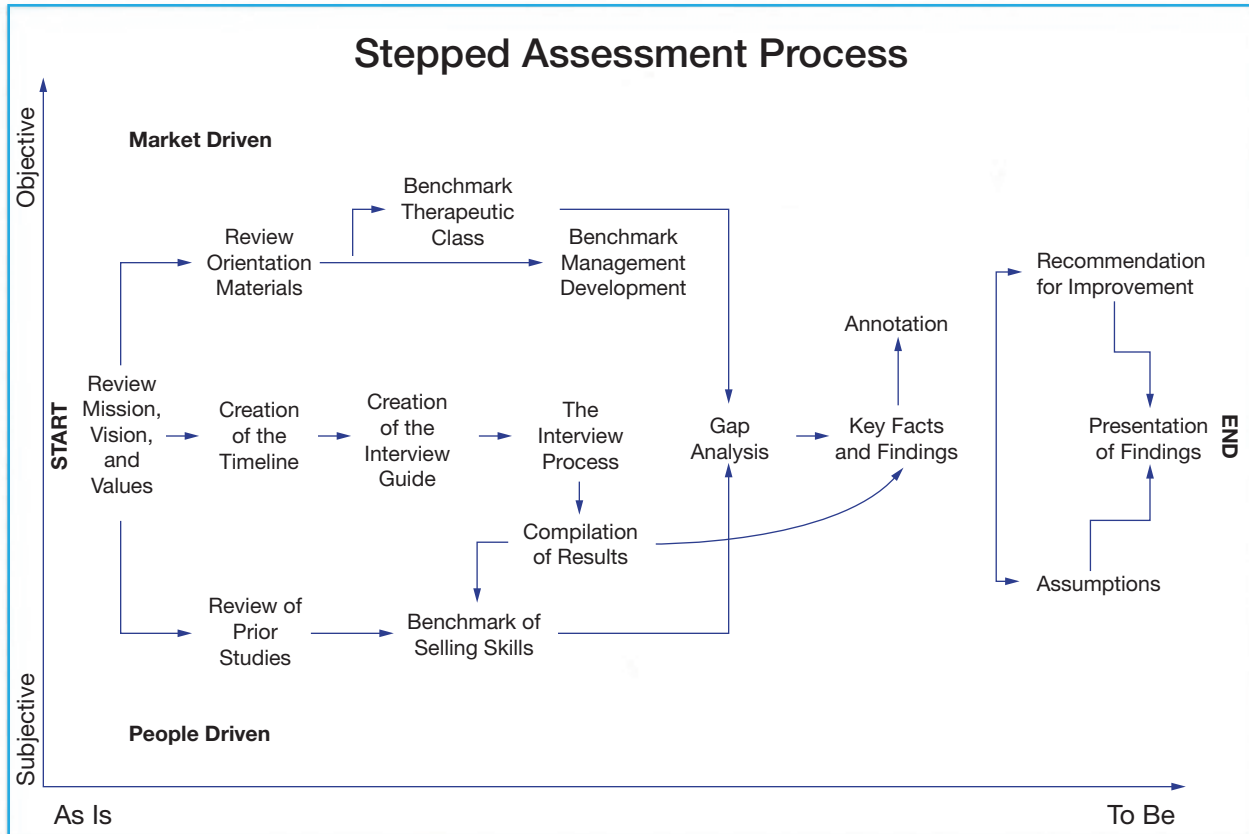 Stepped Assessment Process
Objective
Market Driven
Benchmark
Therapeutic
Class
Review
Orientation
Materials
Benchmark
Management
Development
Recommendation
for Improvement
Annotation
START
Review
Mission,
Vision,
and
Values
Creation
of the
Timeline
Creation
of the
Interview
Guide
The
Interview
Process
Gap
Analysis
Key Facts
and Findings
Presentation
of Findings
END
Compilation
of Results
Assumptions
Review of
Prior
Studies
Benchmark of
Selling Skills
Subjective
People Driven
As Is
To Be